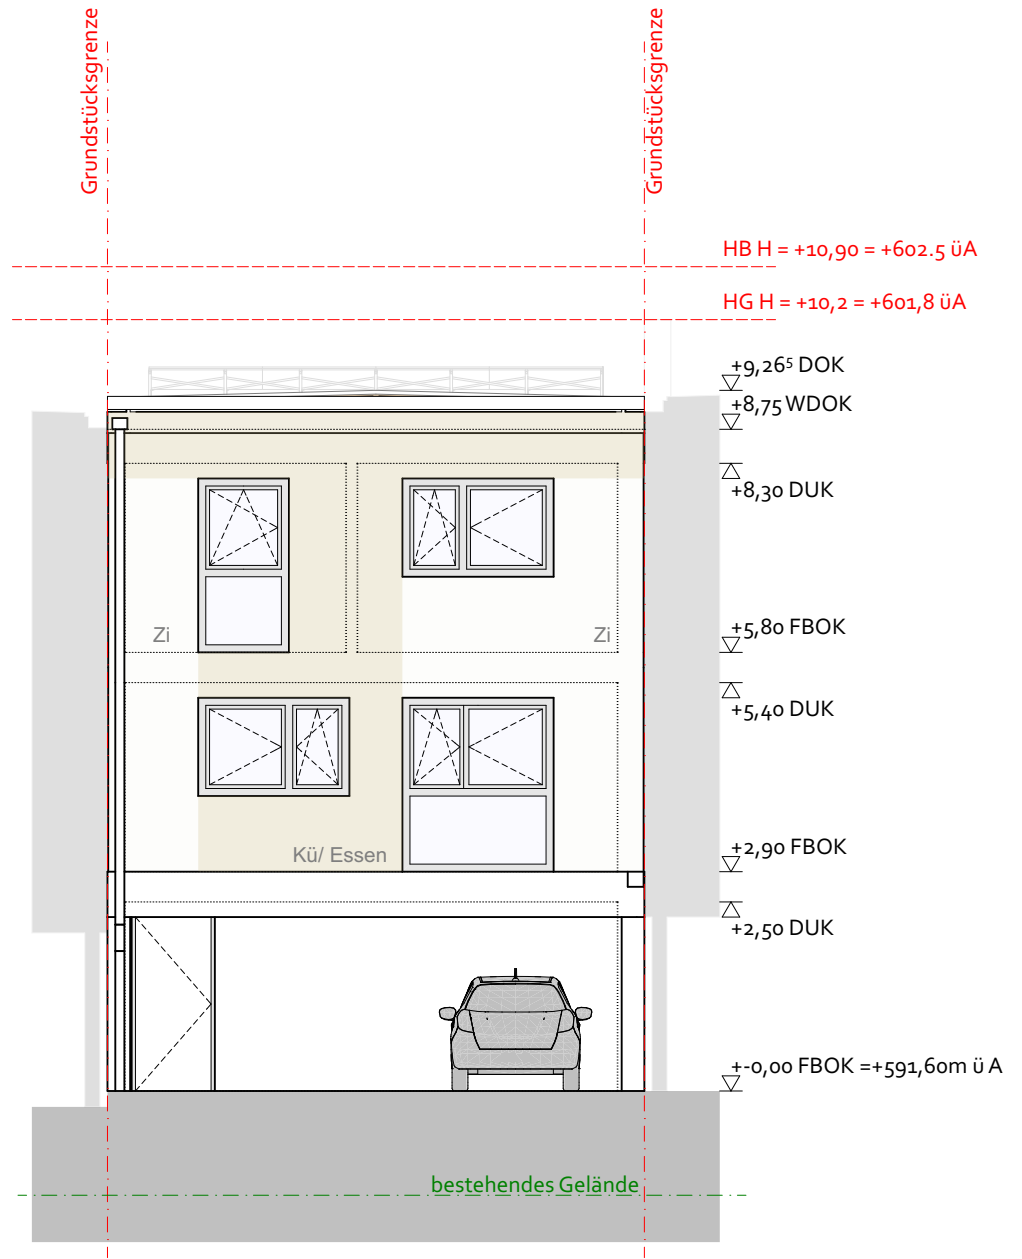 Grundstücksgrenze
Grundstücksgrenze
HB H = +10,90 = +602.5 üA
HG H = +10,2 = +601,8 üA
+9,26⁵ DOK
+8,75 WDOK
+8,30 DUK
+5,80 FBOK
Zi
Zi
+5,40 DUK
+2,90 FBOK
Kü/ Essen
+2,50 DUK
+-0,00 FBOK =+591,60m ü A
bestehendes Gelände